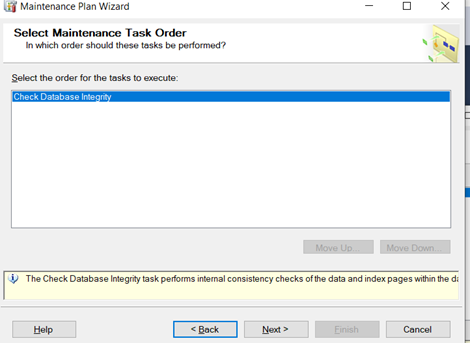 Maintenance Plan Wizard
Select Maintenance Task Order
In which order should these tasks be performed?
Select the order for the tasks to execute:
Check Database Integrity
Move Up... Move Down...
The Check Database Integrity task performs internal consistency checks of the data and index pages within the da
Help < Back Next > Finish Cancel